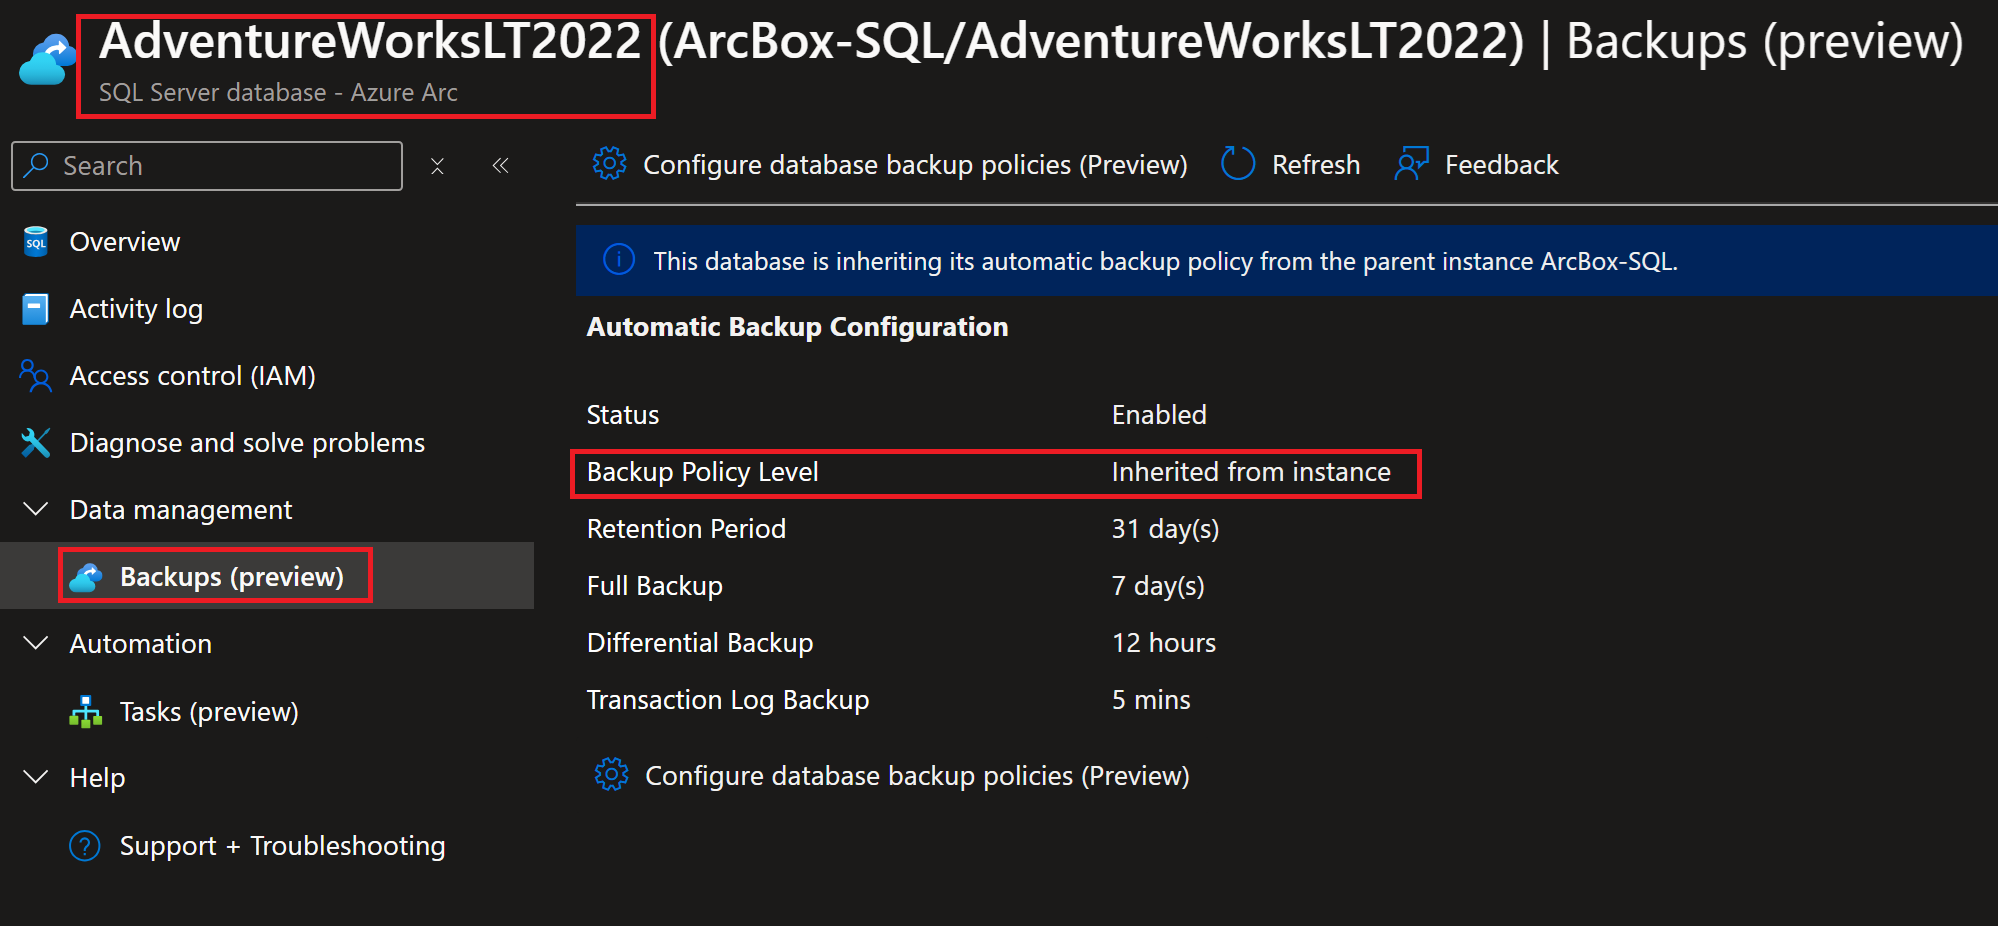 AdventureWorksLT2022 (ArcBox-SQL/AdventureWorksLT2022) | Backups (preview)
SQL Server database - Azure Arc
Search
Configure database backup policies (Preview) Refresh Feedback
SQL Overview
Activity log
Access control (IAM)
Diagnose and solve problems
Data management
Backups (preview)
Automation
Tasks (preview)
Help
Support + Troubleshooting
This database is inheriting its automatic backup policy from the parent instance ArcBox-SQL.
Automatic Backup Configuration
Status Enabled
Backup Policy Level Inherited from instance
Retention Period 31 day(s)
Full Backup 7 day(s)
Differential Backup 12 hours
Transaction Log Backup 5 mins
Configure database backup policies (Preview)